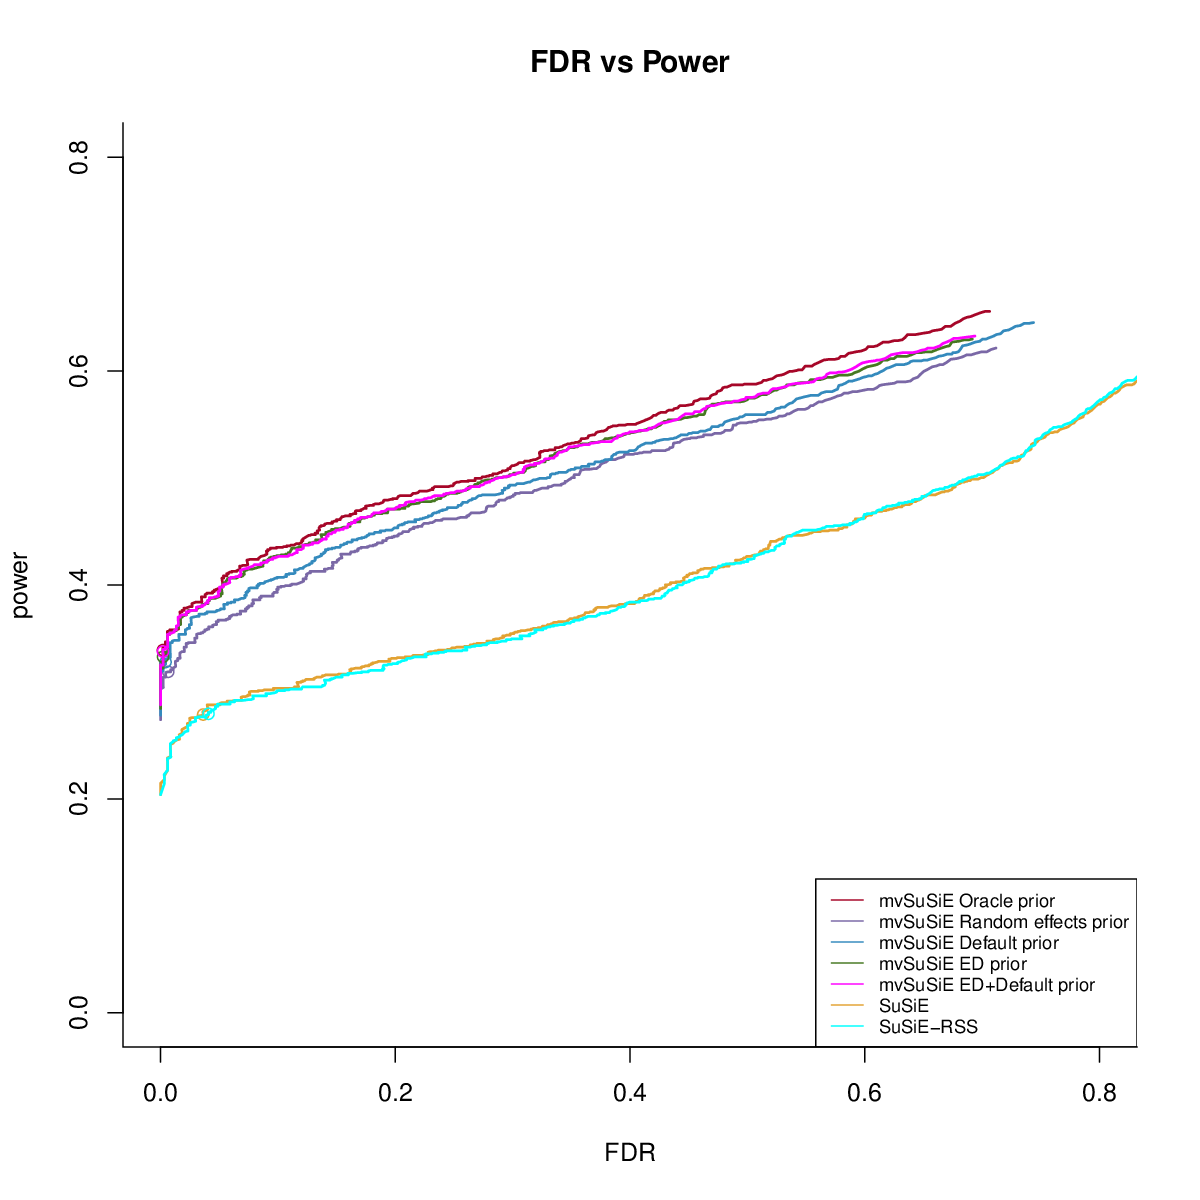 FDR vs Power
power
0.8
0.6
0.4
0.2
0.0
mvSuSiE Oracle prior
mvSuSiE Random effects prior
mvSuSiE Default prior
mvSuSiE ED prior
mvSuSiE ED+Default prior
SuSiE
SuSiE−RSS
0.0 0.2 0.4 0.6 0.8
FDR